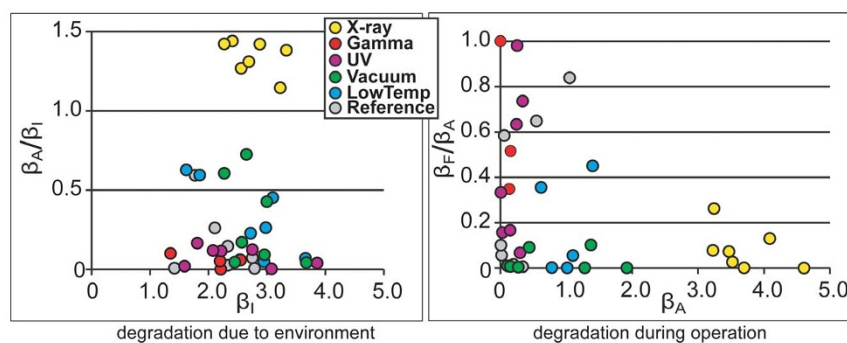 1.5
1.0
0.5
0
βA/βI
0 1.0 2.0 3.0 4.0 5.0
βI
X-ray
Gamma
UV
Vacuum
LowTemp
Reference
degradation due to environment
1.0
0.8
0.6
0.4
0.2
0
βF/βA
0 1.0 2.0 3.0 4.0 5.0
βA
degradation during operation